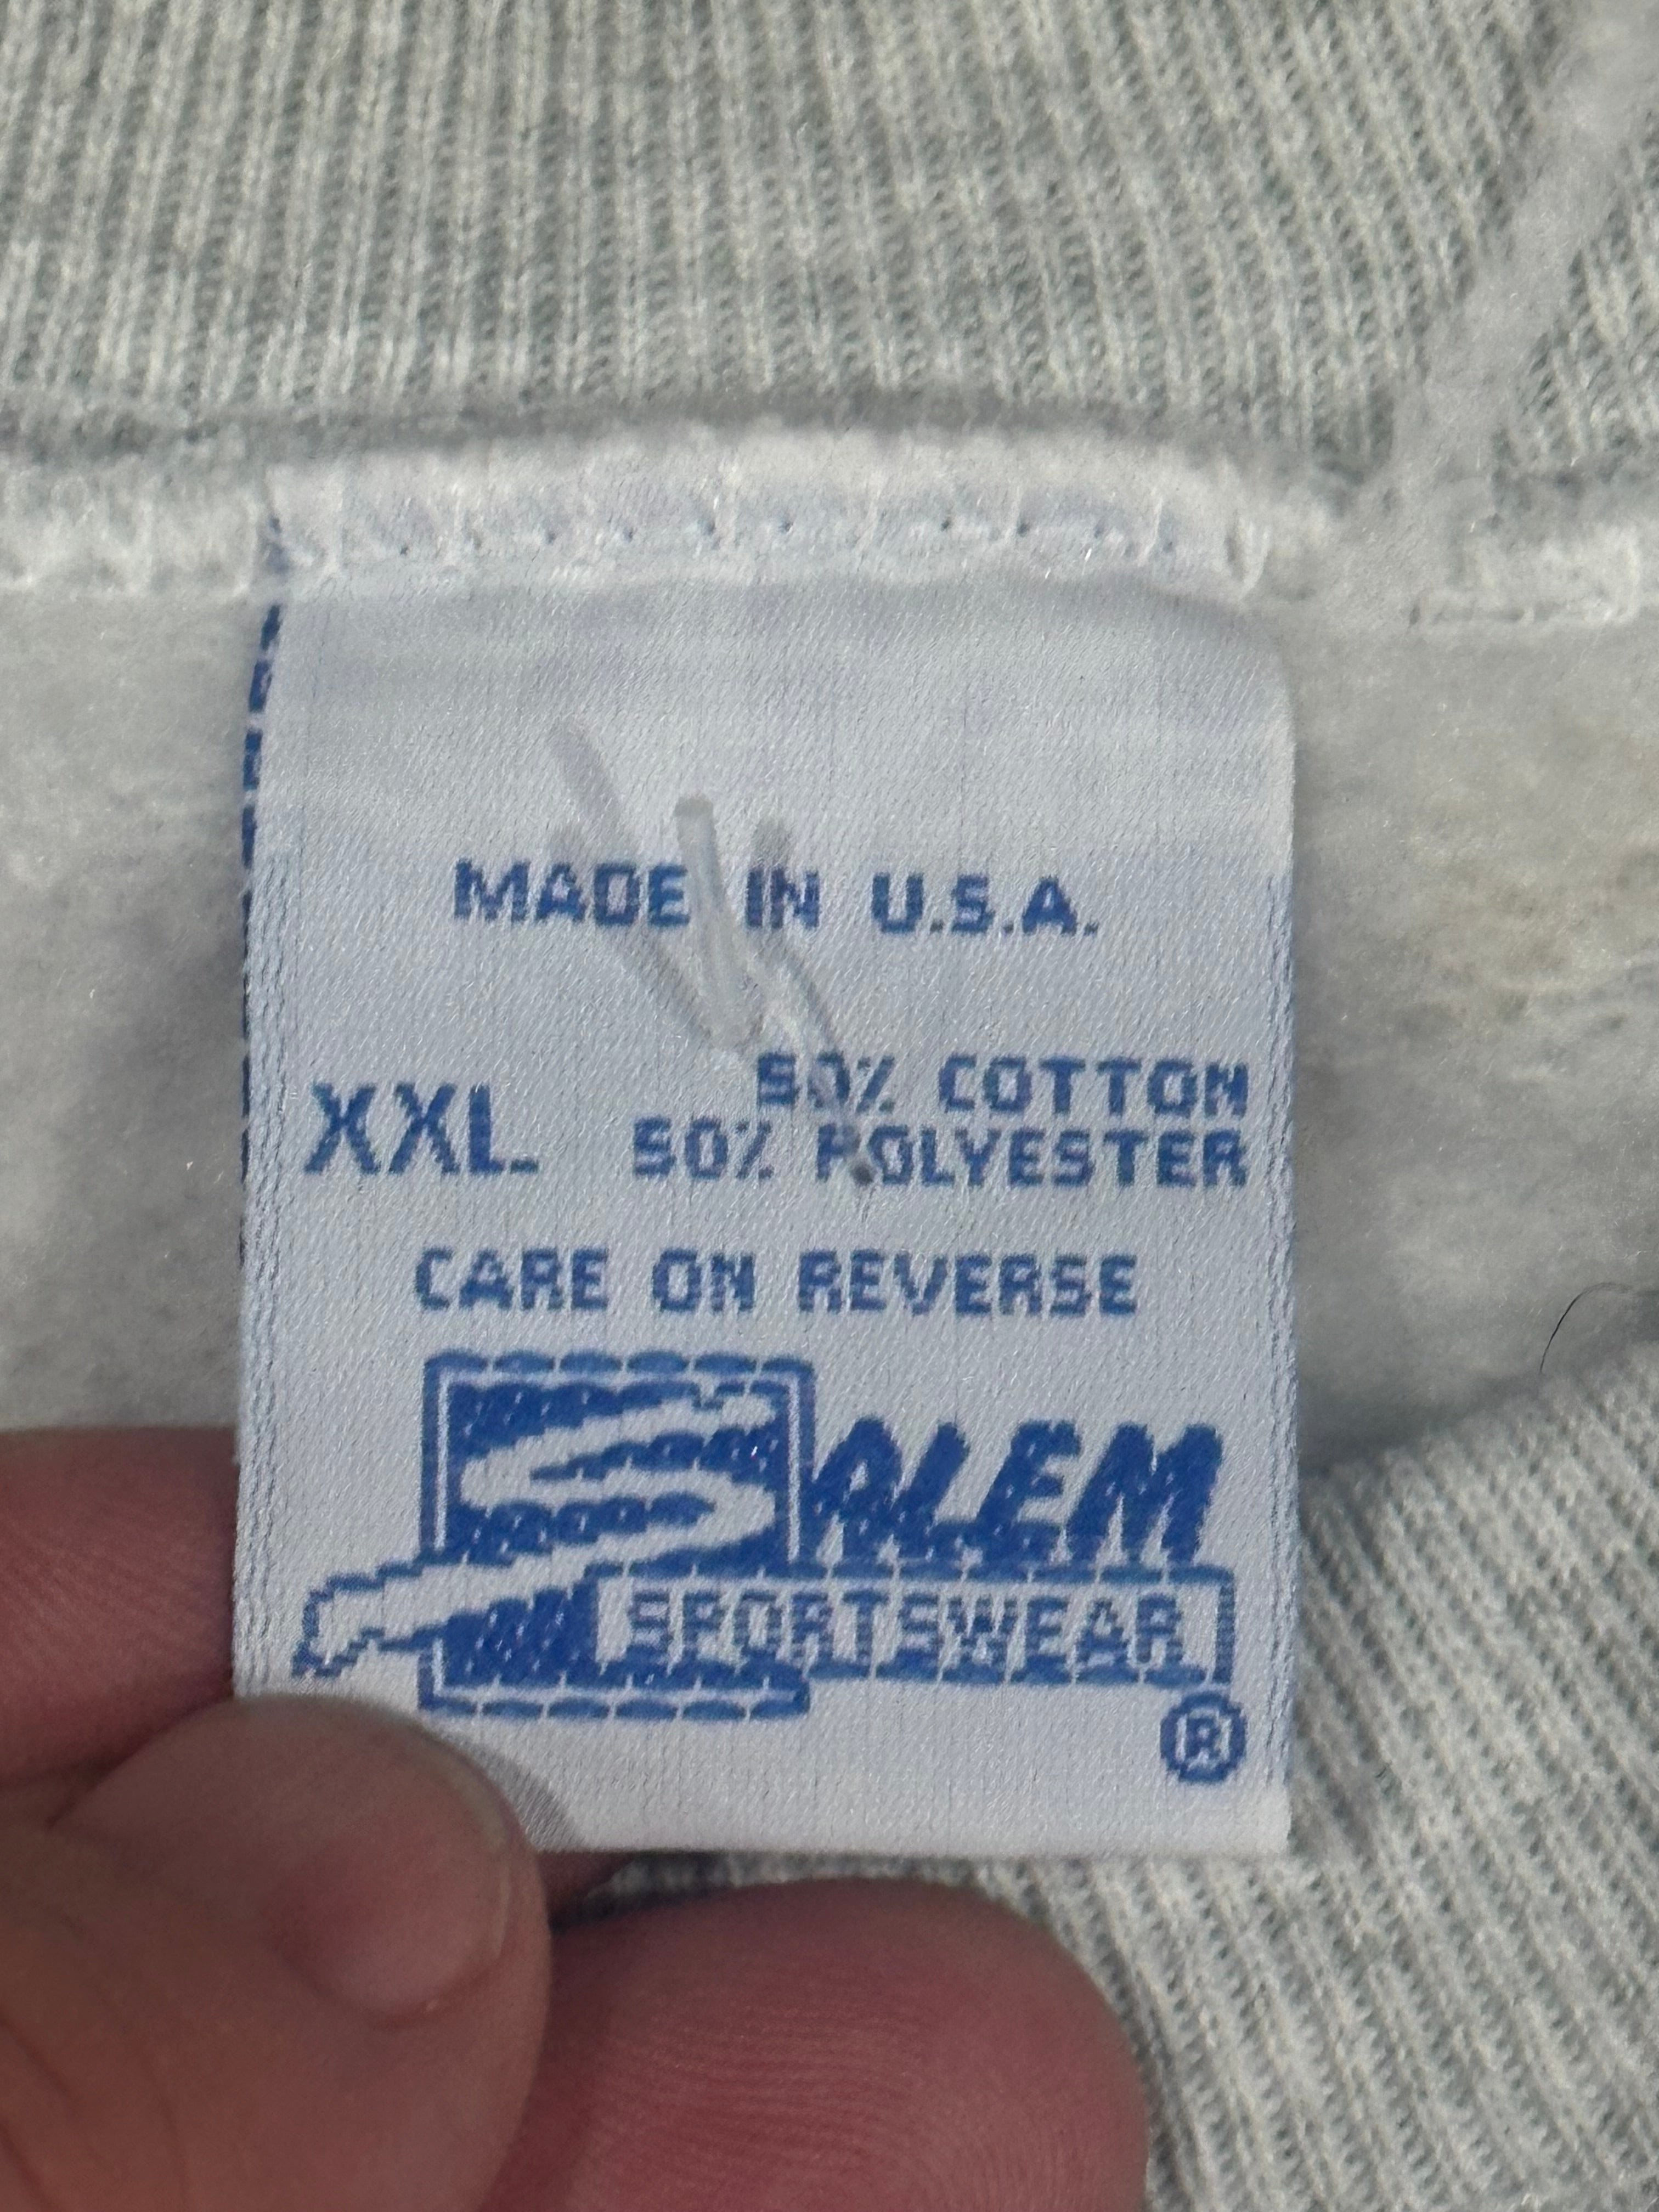 MADE IN U.S.A.
XXL
50% COTTON
50% POLYESTER
CARE ON REVERSE
SALEM
SPORTSWEAR
®